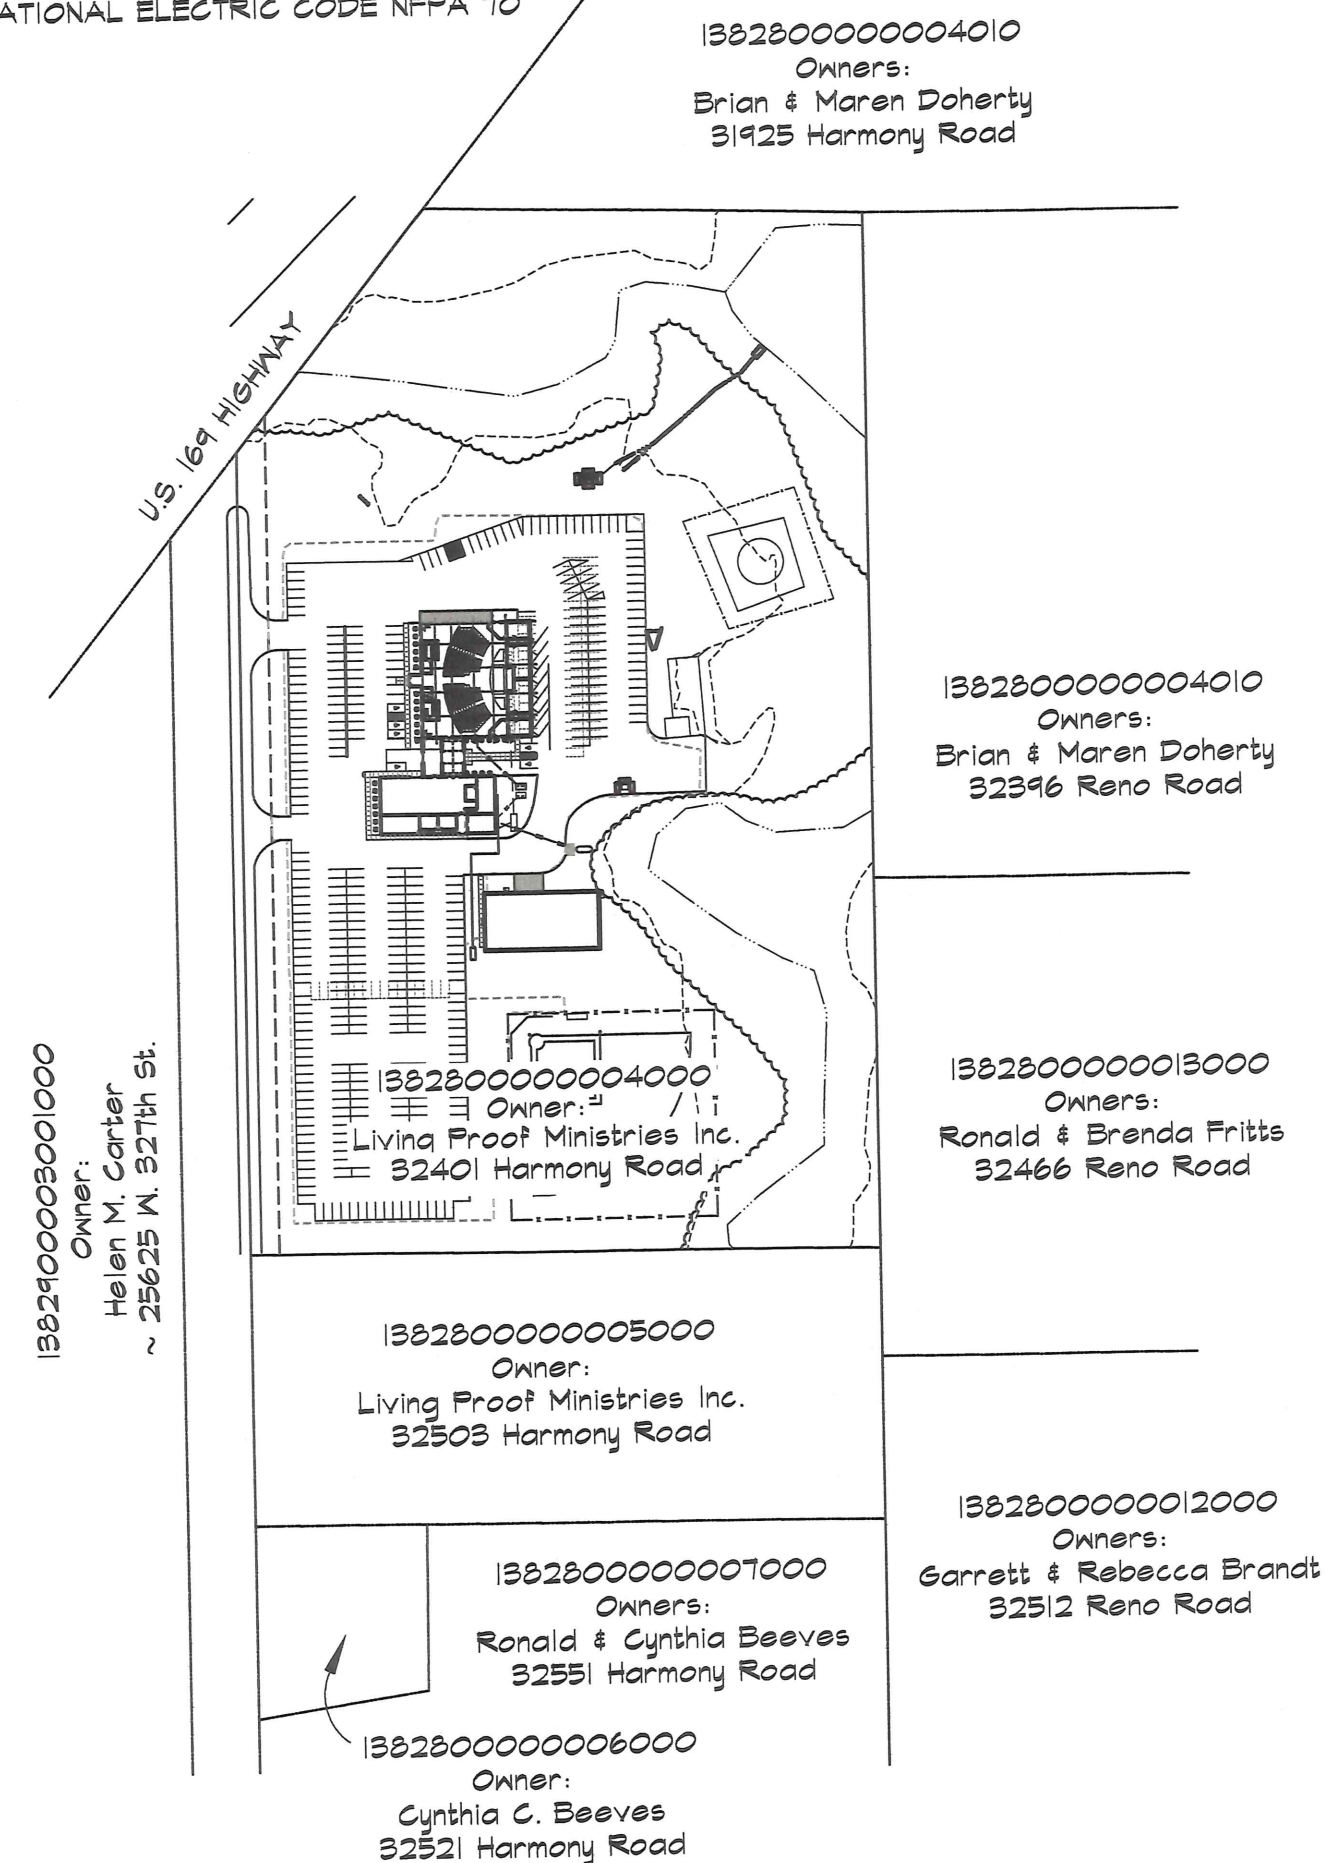 ATIONAL ELECTRIC CODE NFPA 70
1382800000004010
Owners:
Brian & Maren Doherty
31925 Harmony Road
U.S. 169 HIGHWAY
1382800000004010
Owners:
Brian & Maren Doherty
32396 Reno Road
1382900003001000
Owner:
Helen M. Carter
~ 25625 W. 327th St.
1382800000004000
Owner:
Living Proof Ministries Inc.
32401 Harmony Road
1382800000013000
Owners:
Ronald & Brenda Fritts
32466 Reno Road
1382800000005000
Owner:
Living Proof Ministries Inc.
32503 Harmony Road
1382800000012000
Owners:
Garrett & Rebecca Brandt
32512 Reno Road
1382800000007000
Owners:
Ronald & Cynthia Beeves
32551 Harmony Road
1382800000006000
Owner:
Cynthia C. Beeves
32521 Harmony Road